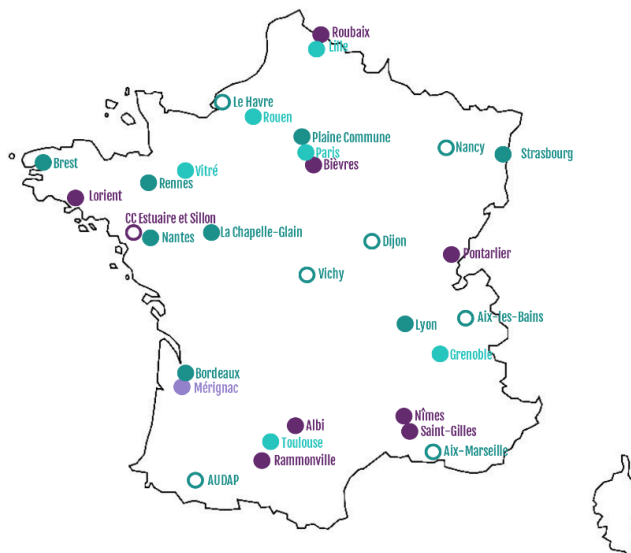 Roubaix
Lille
Le Havre
Rouen
Plaine Commune
Paris
Bièvres
Nancy
Strasbourg
Brest
Vitré
Rennes
Lorient
CC Estuaire et Sillon
Nantes
La Chapelle-Glain
Dijon
Pontarlier
Vichy
Aix-les-Bains
Lyon
Grenoble
Bordeaux
Mérignac
Nîmes
Albi
Saint-Gilles
Toulouse
Aix-Marseille
Rammonville
AUDAP